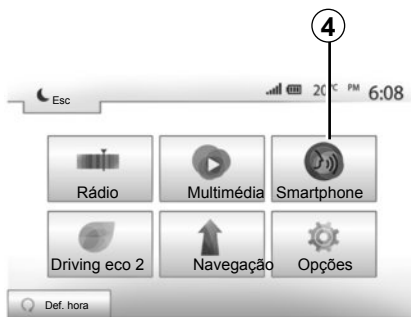 4
Esc
20°C PM 6:08
Rádio Multimédia Smartphone
Driving eco 2 Navegação Opções
Def. hora